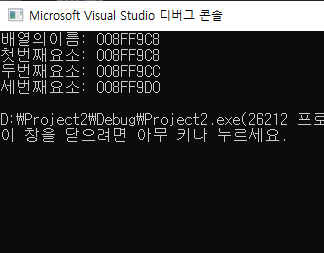 Microsoft Visual Studio 디버그 콘솔
배열의이름: 008FF9C8
첫번째요소: 008FF9C8
두번째요소: 008FF9CC
세번째요소: 008FF9D0
D:₩Project2₩Debug₩Project2.exe(26212 프로
이 창을 닫으려면 아무 키나 누르세요.